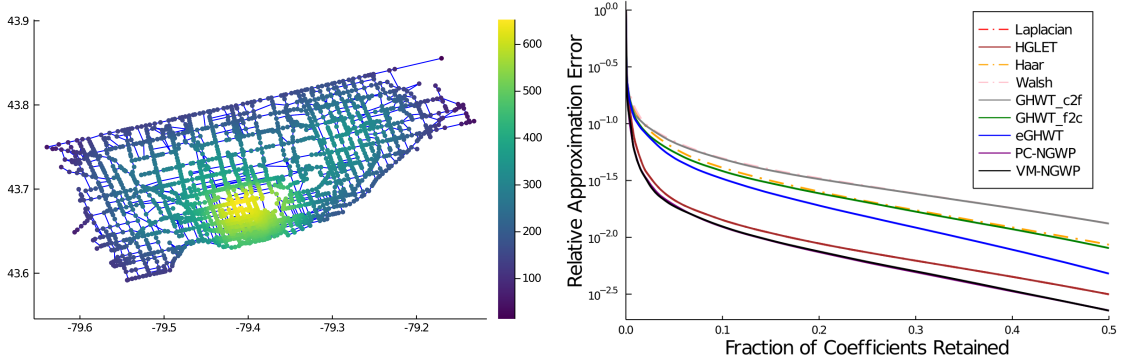 43.9
43.8
43.7
43.6
-79.6
-79.5
-79.4
-79.3
-79.2
600
500
400
300
200
100
Relative Approximation Error
10^0.0
10^−0.5
10^−1.0
10^−1.5
10^−2.0
10^−2.5
0.0
0.1
0.2
0.3
0.4
0.5
Fraction of Coefficients Retained
Laplacian
HGLET
Haar
Walsh
GHWT_c2f
GHWT_f2c
eGHWT
PC-NGWP
VM-NGWP